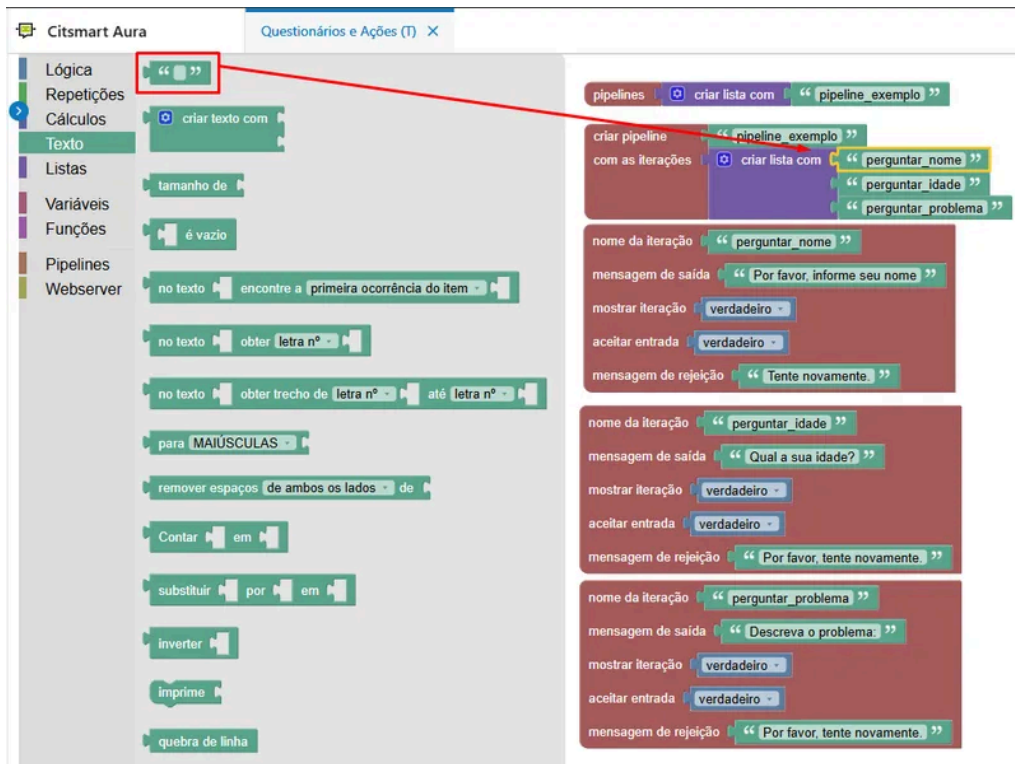 Citsmart Aura
Questionários e Ações (T) X
Lógica
Repetições
Cálculos
Texto
Listas
Variáveis
Funções
Pipelines
Webserver
“ ”
criar texto com
tamanho de
é vazio
no texto encontre a primeira ocorrência do item
no texto obter letra nº
no texto obter trecho de letra nº até letra nº
para MAIÚSCULAS
remover espaços de ambos os lados de
Contar em
substituir por em
inverter
imprime
quebra de linha
pipelines criar lista com “ pipeline_exemplo ”
criar pipeline “ pipeline_exemplo ”
com as iterações criar lista com “ perguntar_nome ”
“ perguntar_idade ”
“ perguntar_problema ”
nome da iteração “ perguntar_nome ”
mensagem de saída “ Por favor, informe seu nome ”
mostrar iteração verdadeiro
aceitar entrada verdadeiro
mensagem de rejeição “ Tente novamente. ”
nome da iteração “ perguntar_idade ”
mensagem de saída “ Qual a sua idade? ”
mostrar iteração verdadeiro
aceitar entrada verdadeiro
mensagem de rejeição “ Por favor, tente novamente. ”
nome da iteração “ perguntar_problema ”
mensagem de saída “ Descreva o problema: ”
mostrar iteração verdadeiro
aceitar entrada verdadeiro
mensagem de rejeição “ Por favor, tente novamente. ”